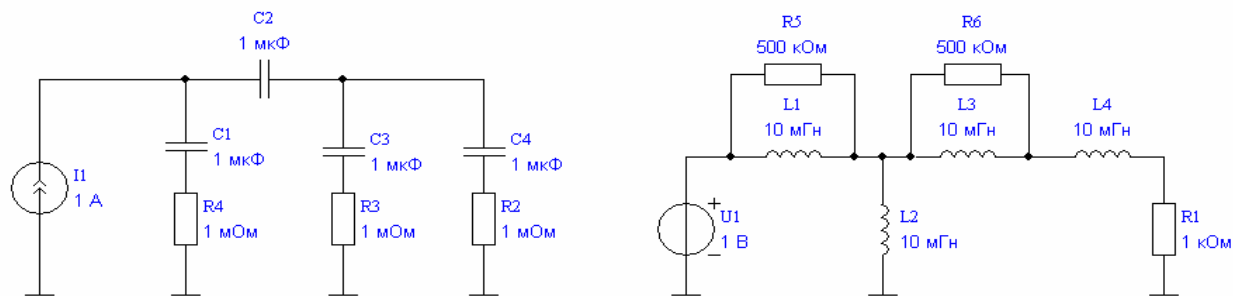 C2
1 мкФ
C1
1 мкФ
C3
1 мкФ
C4
1 мкФ
I1
1 А
R4
1 мОм
R3
1 мОм
R2
1 мОм
R5
500 кОм
R6
500 кОм
L1
10 мГн
L3
10 мГн
L4
10 мГн
U1
1 В
L2
10 мГн
R1
1 кОм